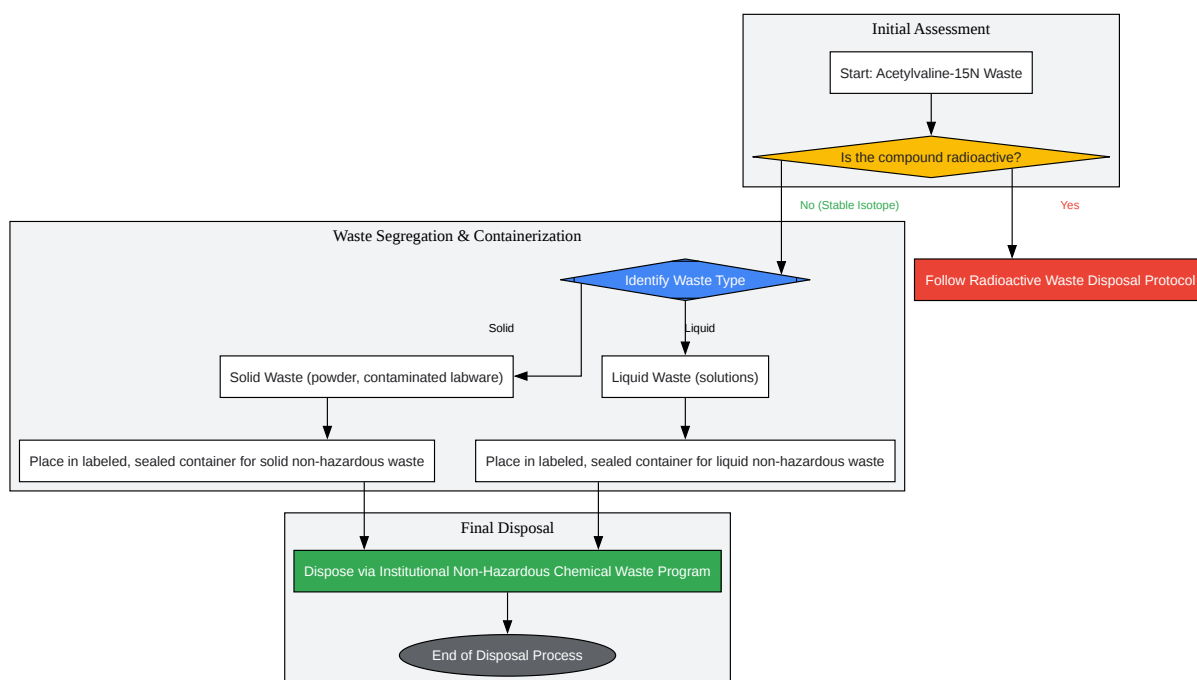 Initial Assessment
Start: Acetylvaline-15N Waste
Is the compound radioactive?
No (Stable Isotope)
Yes
Waste Segregation & Containerization
Identify Waste Type
Follow Radioactive Waste Disposal Protocol
Solid
Liquid
Solid Waste (powder, contaminated labware)
Liquid Waste (solutions)
Place in labeled, sealed container for solid non-hazardous waste
Place in labeled, sealed container for liquid non-hazardous waste
Final Disposal
Dispose via Institutional Non-Hazardous Chemical Waste Program
End of Disposal Process